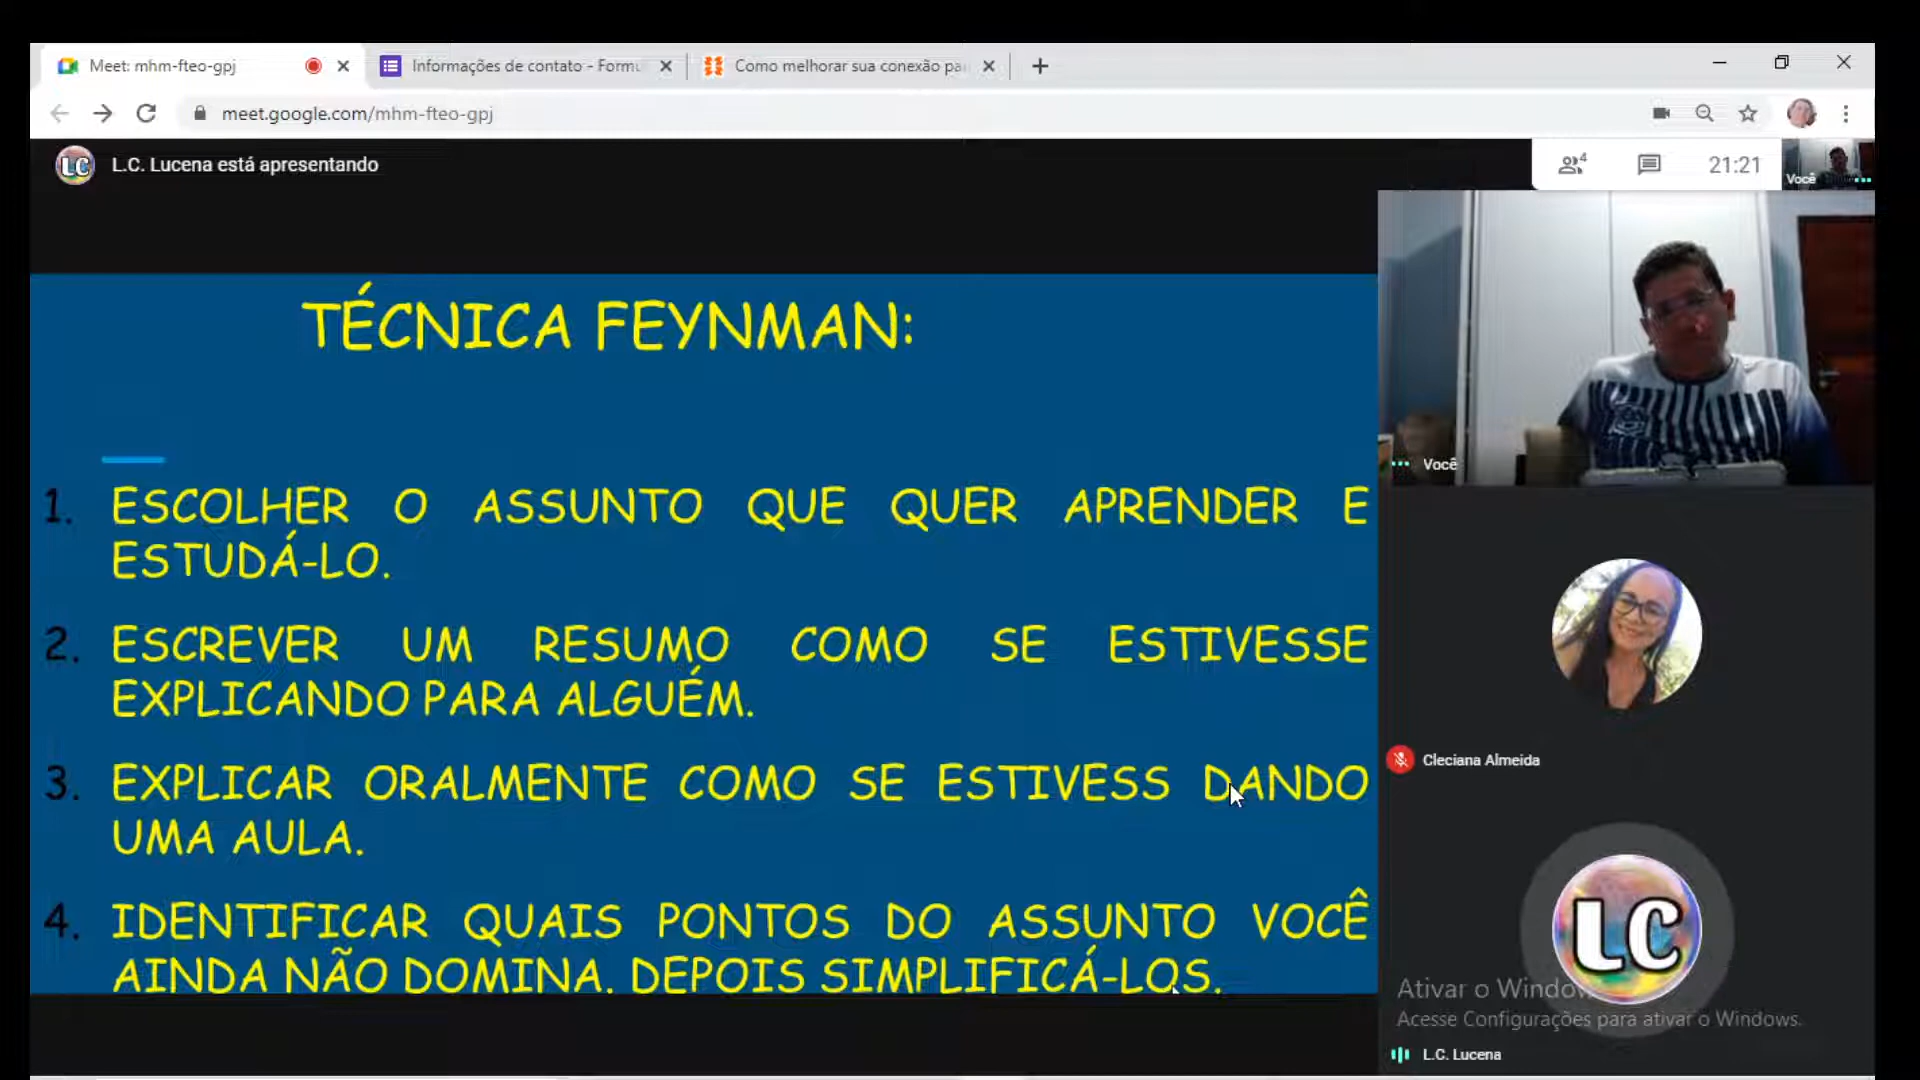 Meet: mhm-fteo-gpj
Informações de contato - Formu
Como melhorar sua conexão pa
meet.google.com/mhm-fteo-gpj
LC
L.C. Lucena está apresentando
4
21:21
Você
TÉCNICA FEYNMAN:
1. ESCOLHER O ASSUNTO QUE QUER APRENDER E
ESTUDÁ-LO.
2. ESCREVER UM RESUMO COMO SE ESTIVESSE
EXPLICANDO PARA ALGUÉM.
3. EXPLICAR ORALMENTE COMO SE ESTIVESS DANDO
UMA AULA.
4. IDENTIFICAR QUAIS PONTOS DO ASSUNTO VOCÊ
AINDA NÃO DOMINA. DEPOIS SIMPLIFICÁ-LOS.
Você
Cleciana Almeida
LC
Ativar o Window
Acesse Configurações para ativar o Windows.
L.C. Lucena